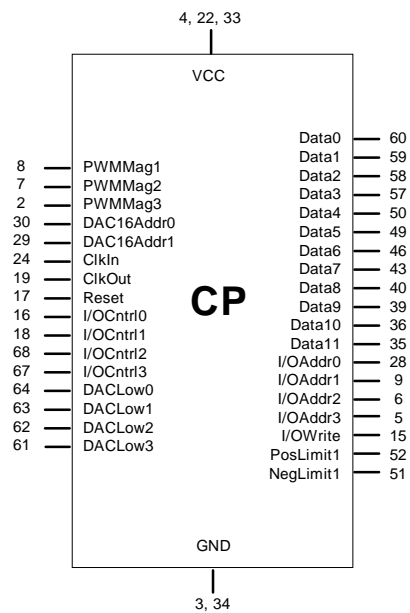 4, 22, 33
VCC
8 PWMMag1
7 PWMMag2
2 PWMMag3
30 DAC16Addr0
29 DAC16Addr1
24 ClkIn
19 ClkOut
17 Reset
16 I/OCntrl0
18 I/OCntrl1
68 I/OCntrl2
67 I/OCntrl3
64 DACLow0
63 DACLow1
62 DACLow2
61 DACLow3
CP
Data0 60
Data1 59
Data2 58
Data3 57
Data4 50
Data5 49
Data6 46
Data7 43
Data8 40
Data9 39
Data10 36
Data11 35
I/OAddr0 28
I/OAddr1 9
I/OAddr2 6
I/OAddr3 5
I/OWrite 15
PosLimit1 52
NegLimit1 51
GND
3, 34